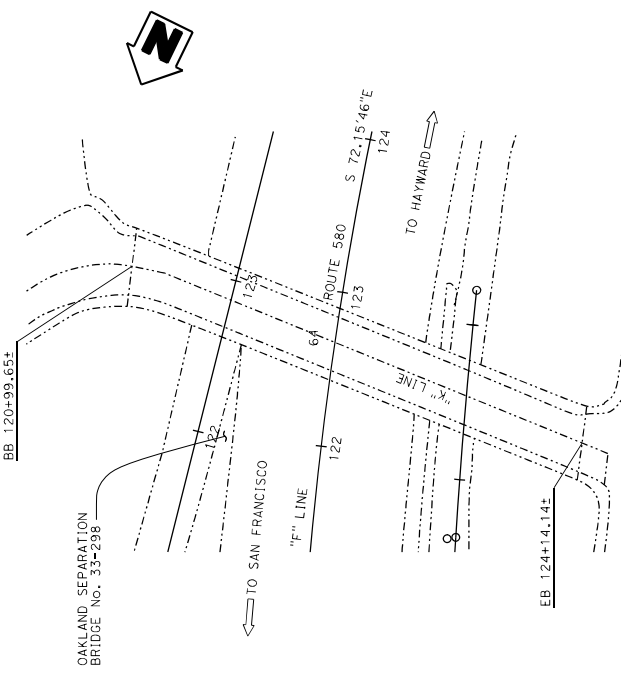 N
BB 120+99.65±
OAKLAND SEPARATION
BRIDGE No. 33-298
TO SAN FRANCISCO
"F" LINE
122
122
123
ROUTE 580
123
S 72.15'46"E
124
TO HAYWARD
64
"K" LINE
EB 124+14.14±